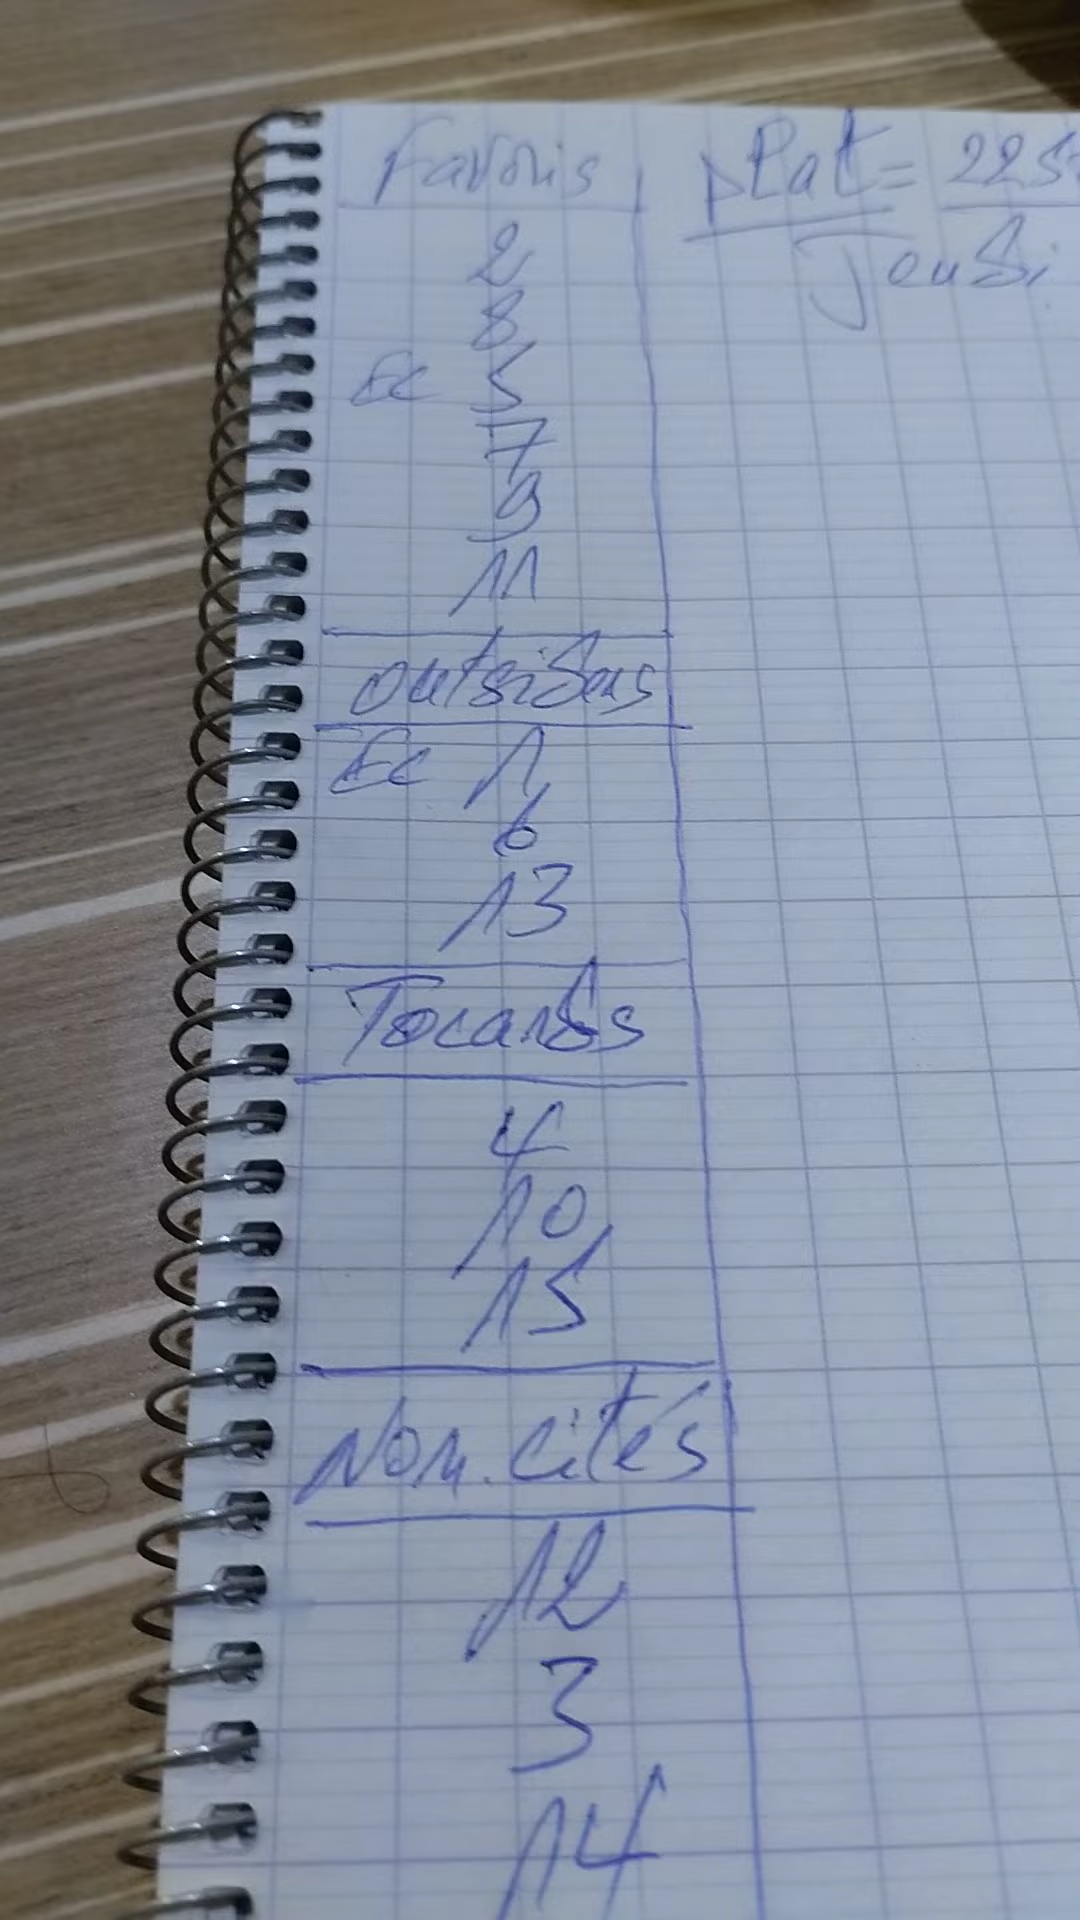 Favoris
2
8
Ec 5
7
9
11
outsiders
Ec 1
6
13
Tocards
4
10
15
Non.cités
12
3
14
Plat = 225
Jeudi